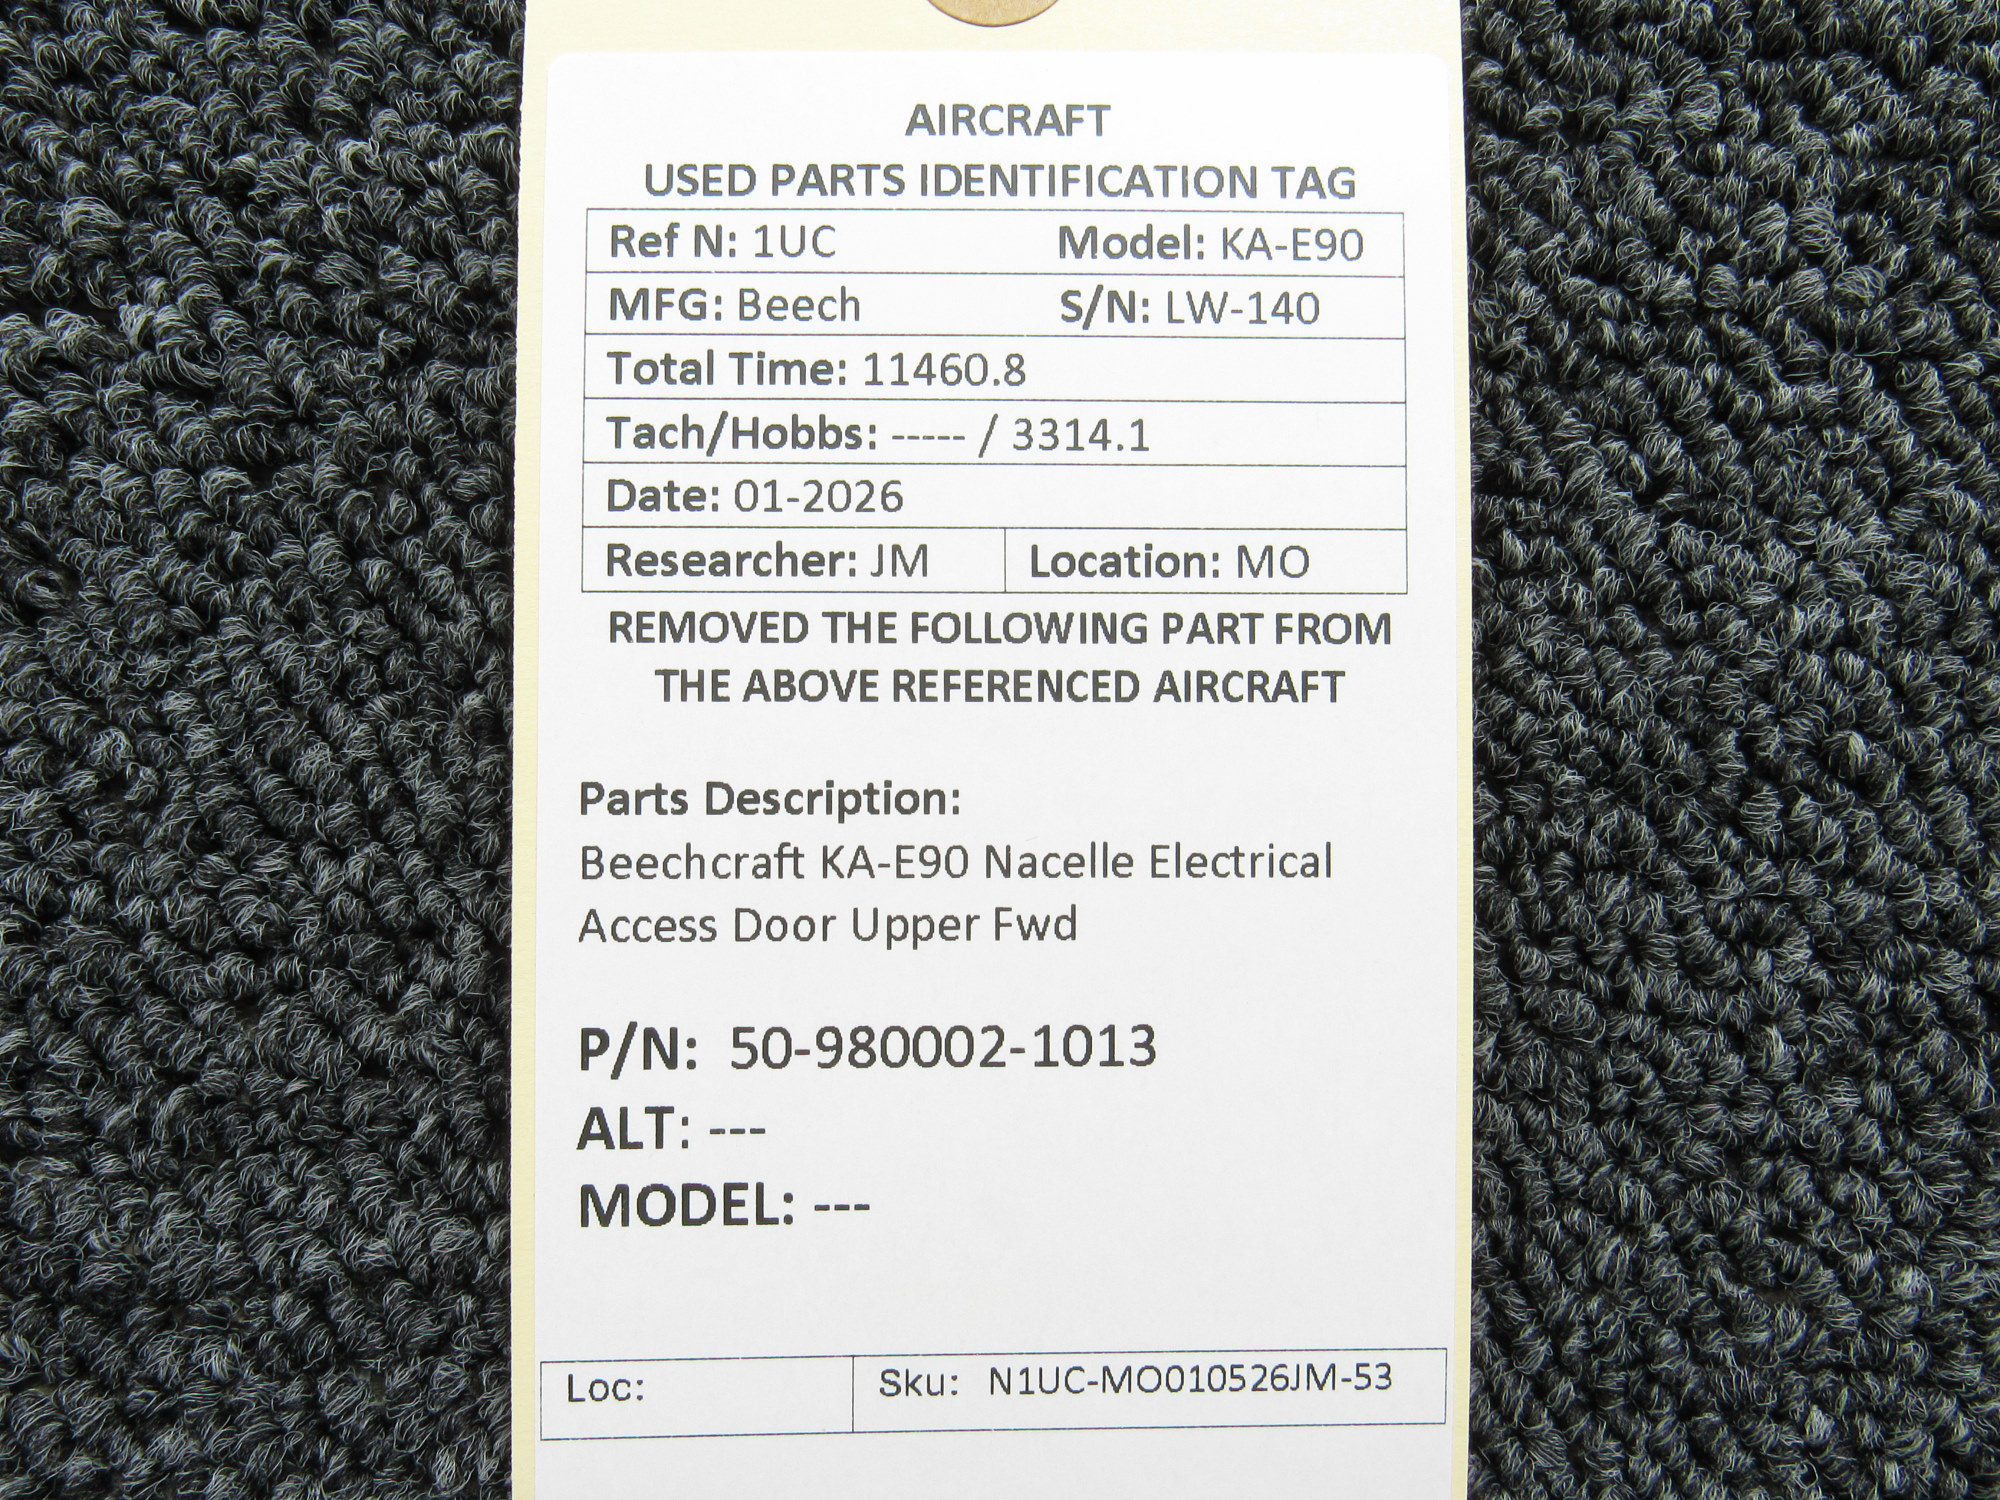 AIRCRAFT
USED PARTS IDENTIFICATION TAG
Ref N: 1UC Model: KA-E90
MFG: Beech S/N: LW-140
Total Time: 11460.8
Tach/Hobbs: ----- / 3314.1
Date: 01-2026
Researcher: JM Location: MO
REMOVED THE FOLLOWING PART FROM
THE ABOVE REFERENCED AIRCRAFT
Parts Description:
Beechcraft KA-E90 Nacelle Electrical
Access Door Upper Fwd
P/N: 50-980002-1013
ALT: ---
MODEL: ---
Loc: Sku: N1UC-MO010526JM-53